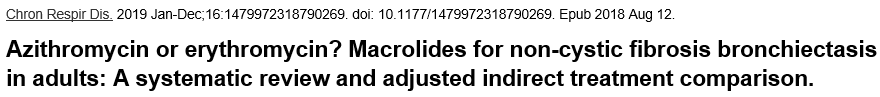 Chron Respir Dis. 2019 Jan-Dec;16:1479972318790269. doi: 10.1177/1479972318790269. Epub 2018 Aug 12.
Azithromycin or erythromycin? Macrolides for non-cystic fibrosis bronchiectasis
in adults: A systematic review and adjusted indirect treatment comparison.